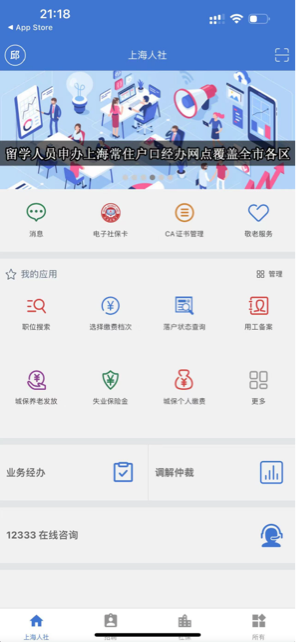 21:18
◀ App Store
邱
上海人社
留学人员申办上海常住户口经办网点覆盖全市各区
消息
电子社保卡
CA证书管理
敬老服务
我的应用
管理
职位搜索
选择缴费档次
落户状态查询
用工备案
城保养老发放
失业保险金
城保个人缴费
更多
业务经办
调解仲裁
12333 在线咨询
上海人社
社保
所有